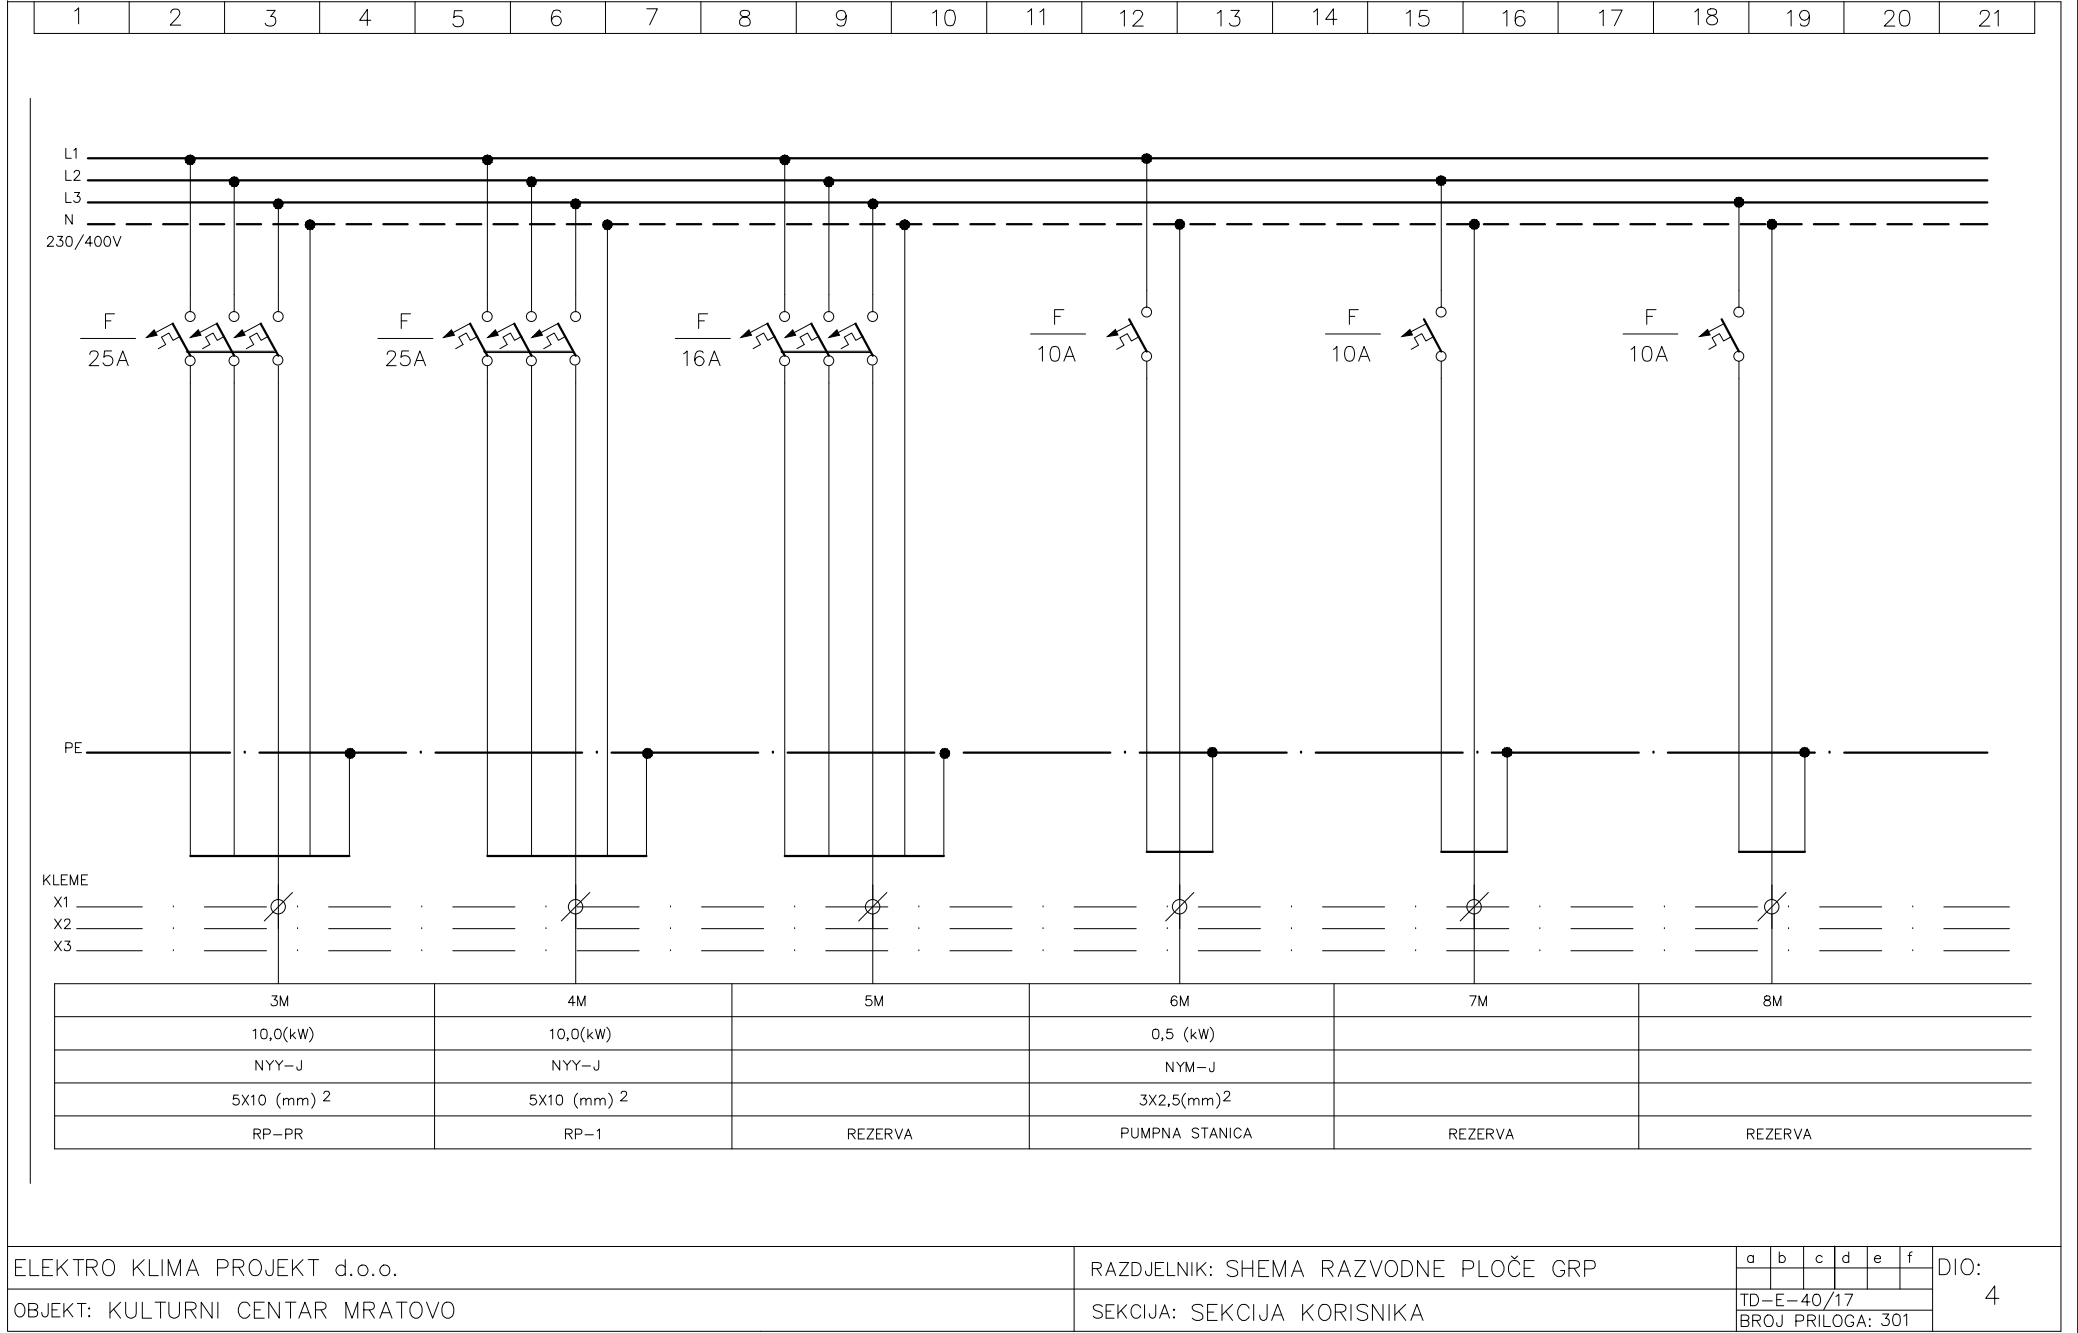 1 2 3 4 5 6 7 8 9 10 11 12 13 14 15 16 17 18 19 20 21
L1
L2
L3
N
230/400V
F F F F F F
25A 25A 16A 10A 10A 10A
PE
KLEME
X1
X2
X3
3M 4M 5M 6M 7M 8M
10,0(kW) 10,0(kW) 0,5 (kW)
NYY-J NYY-J NYM-J
5X10 (mm) 2 5X10 (mm) 2 3X2,5(mm)2
RP-PR RP-1 REZERVA PUMPNA STANICA REZERVA REZERVA
ELEKTRO KLIMA PROJEKT d.o.o. RAZDJELNIK: SHEMA RAZVODNE PLOČE GRP a b c d e f DIO:
OBJEKT: KULTURNI CENTAR MRATOVO SEKCIJA: SEKCIJA KORISNIKA TD-E-40/17 4
BROJ PRILOGA: 301